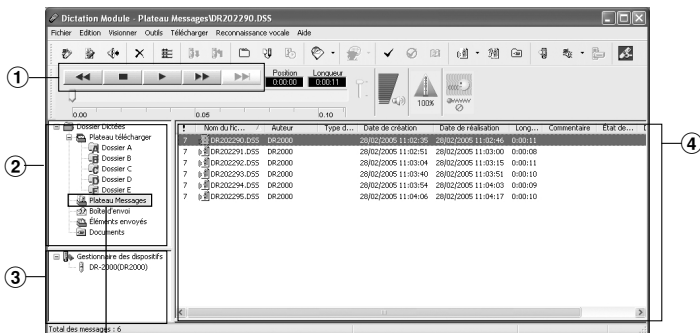 Dictation Module - Plateau Messages\DR202290.DS5
Fichier Edition Visionner Outils Télécharger Reconnaissance vocale Aide
1
Position Longueur
0:00:00 0:00:11
100%
0.00 0.05 0.10
2
Dossier Dictées
Plateau télécharger
Dossier A
Dossier B
Dossier C
Dossier D
Dossier E
Plateau Messages
Boîte d'envoi
Éléments envoyés
Documents
3
Gestionnaire des dispositifs
DR-2000(DR2000)
! Nom du fic... Auteur Type d... Date de création Date de réalisation Long... Commentaire État de... D
7 DR202290.DSS DR2000 28/02/2005 11:02:35 28/02/2005 11:02:46 0:00:11
7 DR202291.DSS DR2000 28/02/2005 11:02:51 28/02/2005 11:03:00 0:00:08
7 DR202292.DSS DR2000 28/02/2005 11:03:04 28/02/2005 11:03:15 0:00:11
7 DR202293.DSS DR2000 28/02/2005 11:03:40 28/02/2005 11:03:51 0:00:10
7 DR202294.DSS DR2000 28/02/2005 11:03:54 28/02/2005 11:04:03 0:00:09
7 DR202295.DSS DR2000 28/02/2005 11:04:06 28/02/2005 11:04:17 0:00:10
4
Total des messages : 6